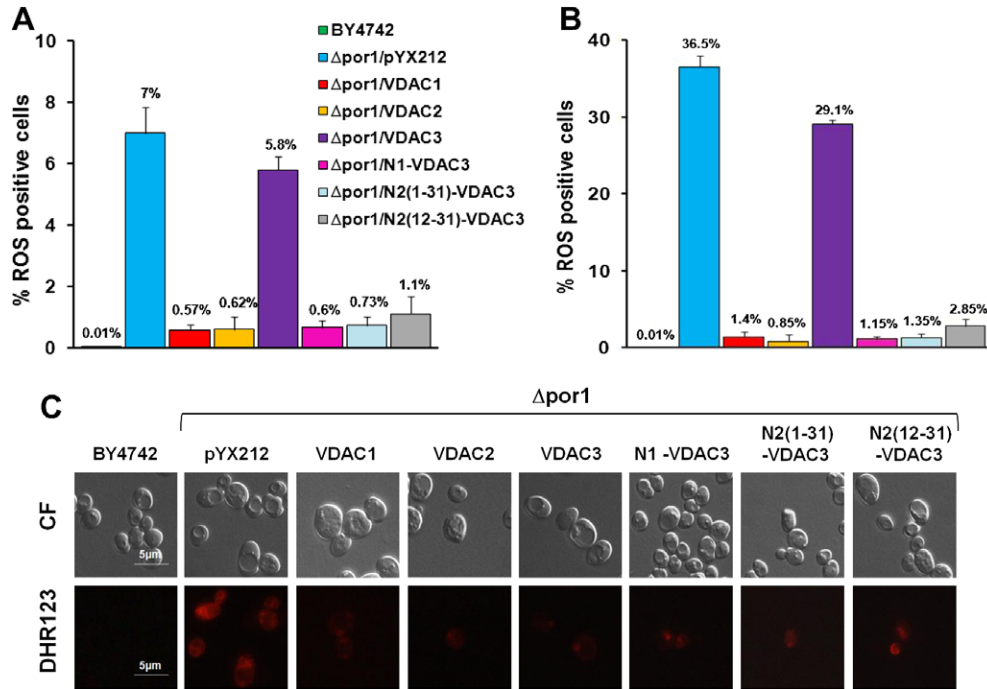 A
10
8
6
4
2
0
% ROS positive cells
0.01%
7%
0.57%
0.62%
5.8%
0.6%
0.73%
1.1%
BY4742
Δpor1/pYX212
Δpor1/VDAC1
Δpor1/VDAC2
Δpor1/VDAC3
Δpor1/N1-VDAC3
Δpor1/N2(1-31)-VDAC3
Δpor1/N2(12-31)-VDAC3
B
40
30
20
10
0
% ROS positive cells
0.01%
36.5%
1.4%
0.85%
29.1%
1.15%
1.35%
2.85%
C
Δpor1
BY4742
pYX212
VDAC1
VDAC2
VDAC3
N1 -VDAC3
N2(1-31)
-VDAC3
N2(12-31)
-VDAC3
CF
5μm
DHR123
5μm